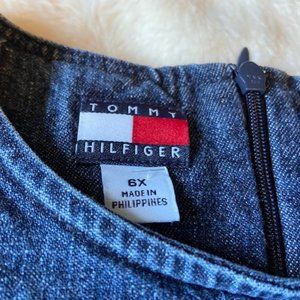 TOMMY
HILFIGER
6X
MADE IN
PHILIPPINES